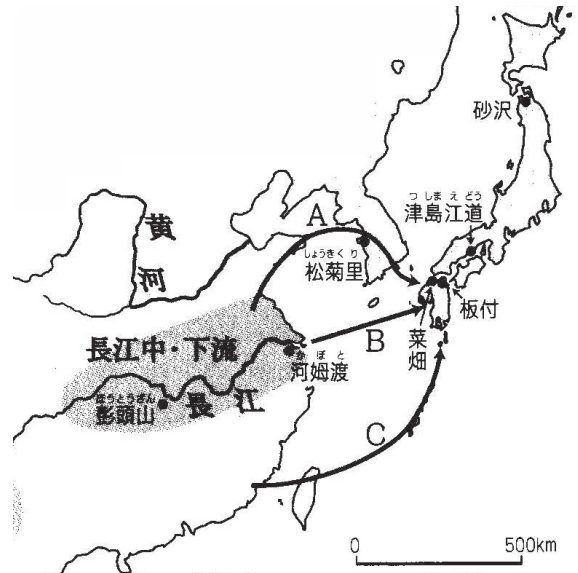 砂沢
つしまえどう
津島江道
A
黄河
しょうきくり
松菊里
板付
菜畑
長江中・下流
B
かぼと
河姆渡
ほうとうざん
彭頭山
長江
C
0 500km